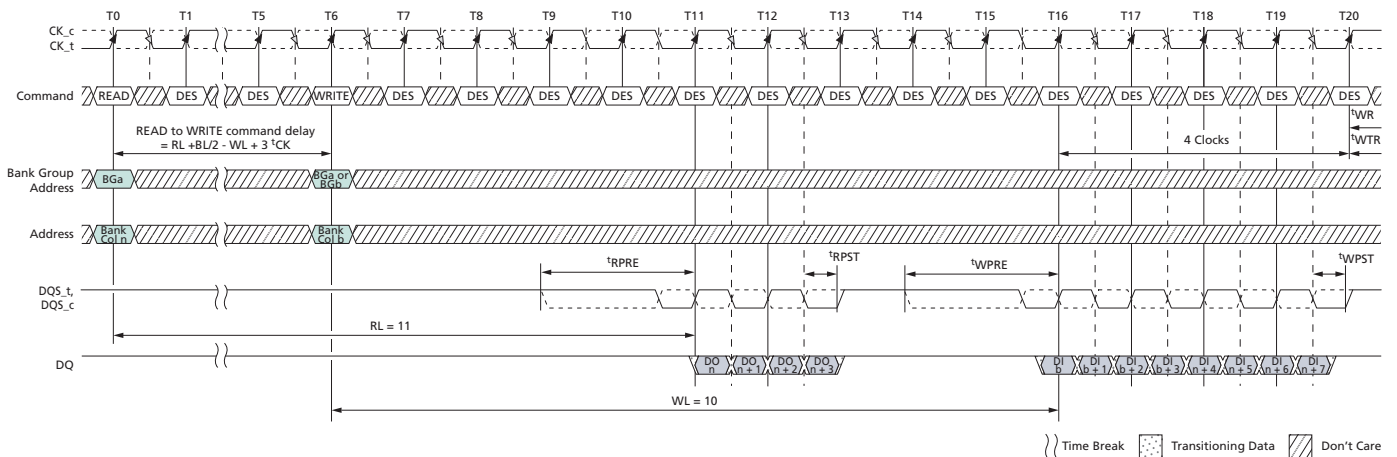 T0 T1 T5 T6 T7 T8 T9 T10 T11 T12 T13 T14 T15 T16 T17 T18 T19 T20
CK_c
CK_t
Command READ DES DES WRITE DES DES DES DES DES DES DES DES DES DES DES DES DES DES
tWR
READ to WRITE command delay
= RL +BL/2 - WL + 3 tCK
4 Clocks
tWTR
Bank Group
Address
BGa
BGa or
BGb
Address
Bank
Col n
Bank
Col b
tRPRE tRPST tWPRE tWPST
DQS_t,
DQS_c
RL = 11
DQ
DO
n
DO
n + 1
DO
n + 2
DO
n + 3
DI
b
DI
b + 1
DI
b + 2
DI
b + 3
DI
n + 4
DI
n + 5
DI
n + 6
DI
n + 7
WL = 10
Time Break Transitioning Data Don't Care